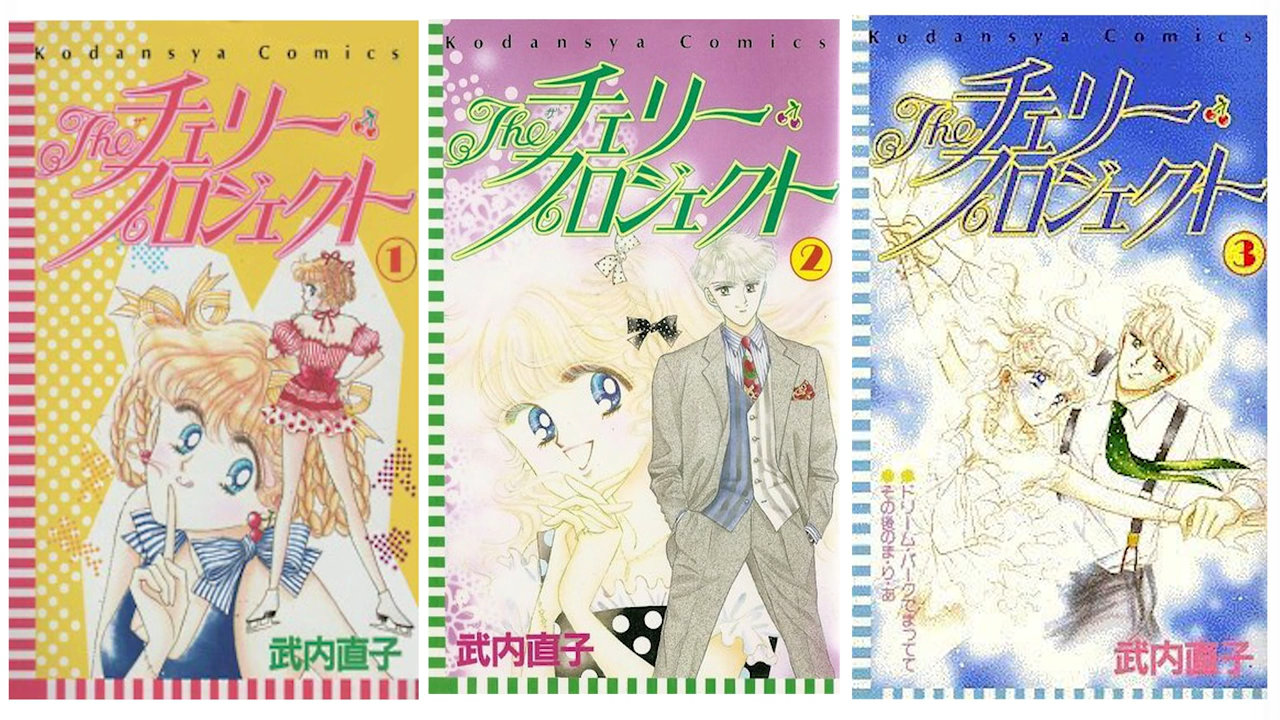 Kodansya Comics
The チェリー
プロジェクト
1
武内直子
Kodansya Comics
The チェリー
プロジェクト
2
武内直子
Kodansya Comics
The チェリー
プロジェクト
3
ドリーム・パークでまってて
その後のま・り・あ
武内直子